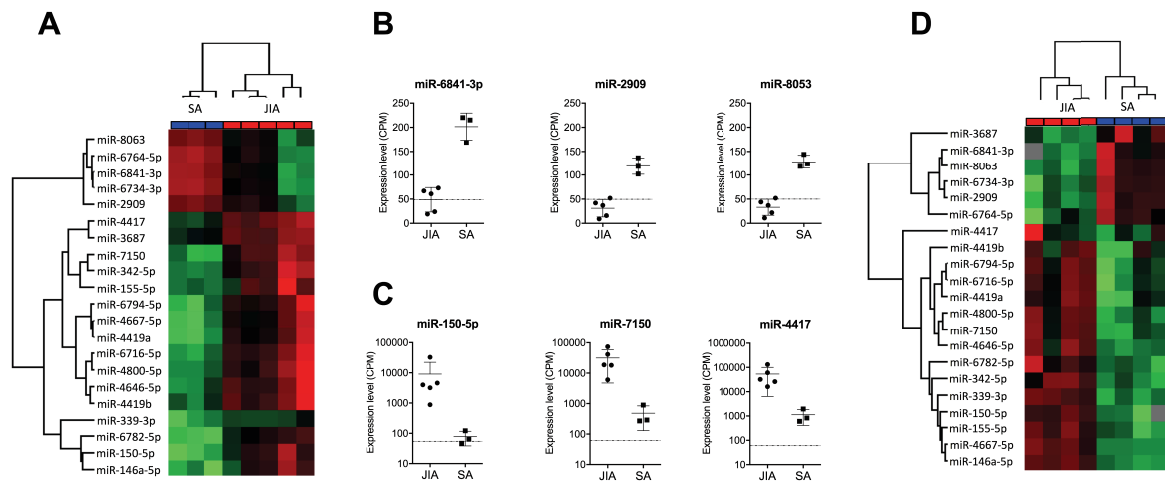 A
SA
JIA
miR-8063
miR-6764-5p
miR-6841-3p
miR-6734-3p
miR-2909
miR-4417
miR-3687
miR-7150
miR-342-5p
miR-155-5p
miR-6794-5p
miR-4667-5p
miR-4419a
miR-6716-5p
miR-4800-5p
miR-4646-5p
miR-4419b
miR-339-3p
miR-6782-5p
miR-150-5p
miR-146a-5p
B
miR-6841-3p
Expression level (CPM)
250
200
150
100
50
0
JIA SA
miR-2909
Expression level (CPM)
250
200
150
100
50
0
JIA SA
miR-8053
Expression level (CPM)
250
200
150
100
50
0
JIA SA
C
miR-150-5p
Expression level (CPM)
100000
10000
1000
100
10
JIA SA
miR-7150
Expression level (CPM)
100000
10000
1000
100
10
JIA SA
miR-4417
Expression level (CPM)
1000000
100000
10000
1000
100
10
JIA SA
D
JIA
SA
miR-3687
miR-6841-3p
miR-8063
miR-6734-3p
miR-2909
miR-6764-5p
miR-4417
miR-4419b
miR-6794-5p
miR-6716-5p
miR-4419a
miR-4800-5p
miR-7150
miR-4646-5p
miR-6782-5p
miR-342-5p
miR-339-3p
miR-150-5p
miR-155-5p
miR-4667-5p
miR-146a-5p